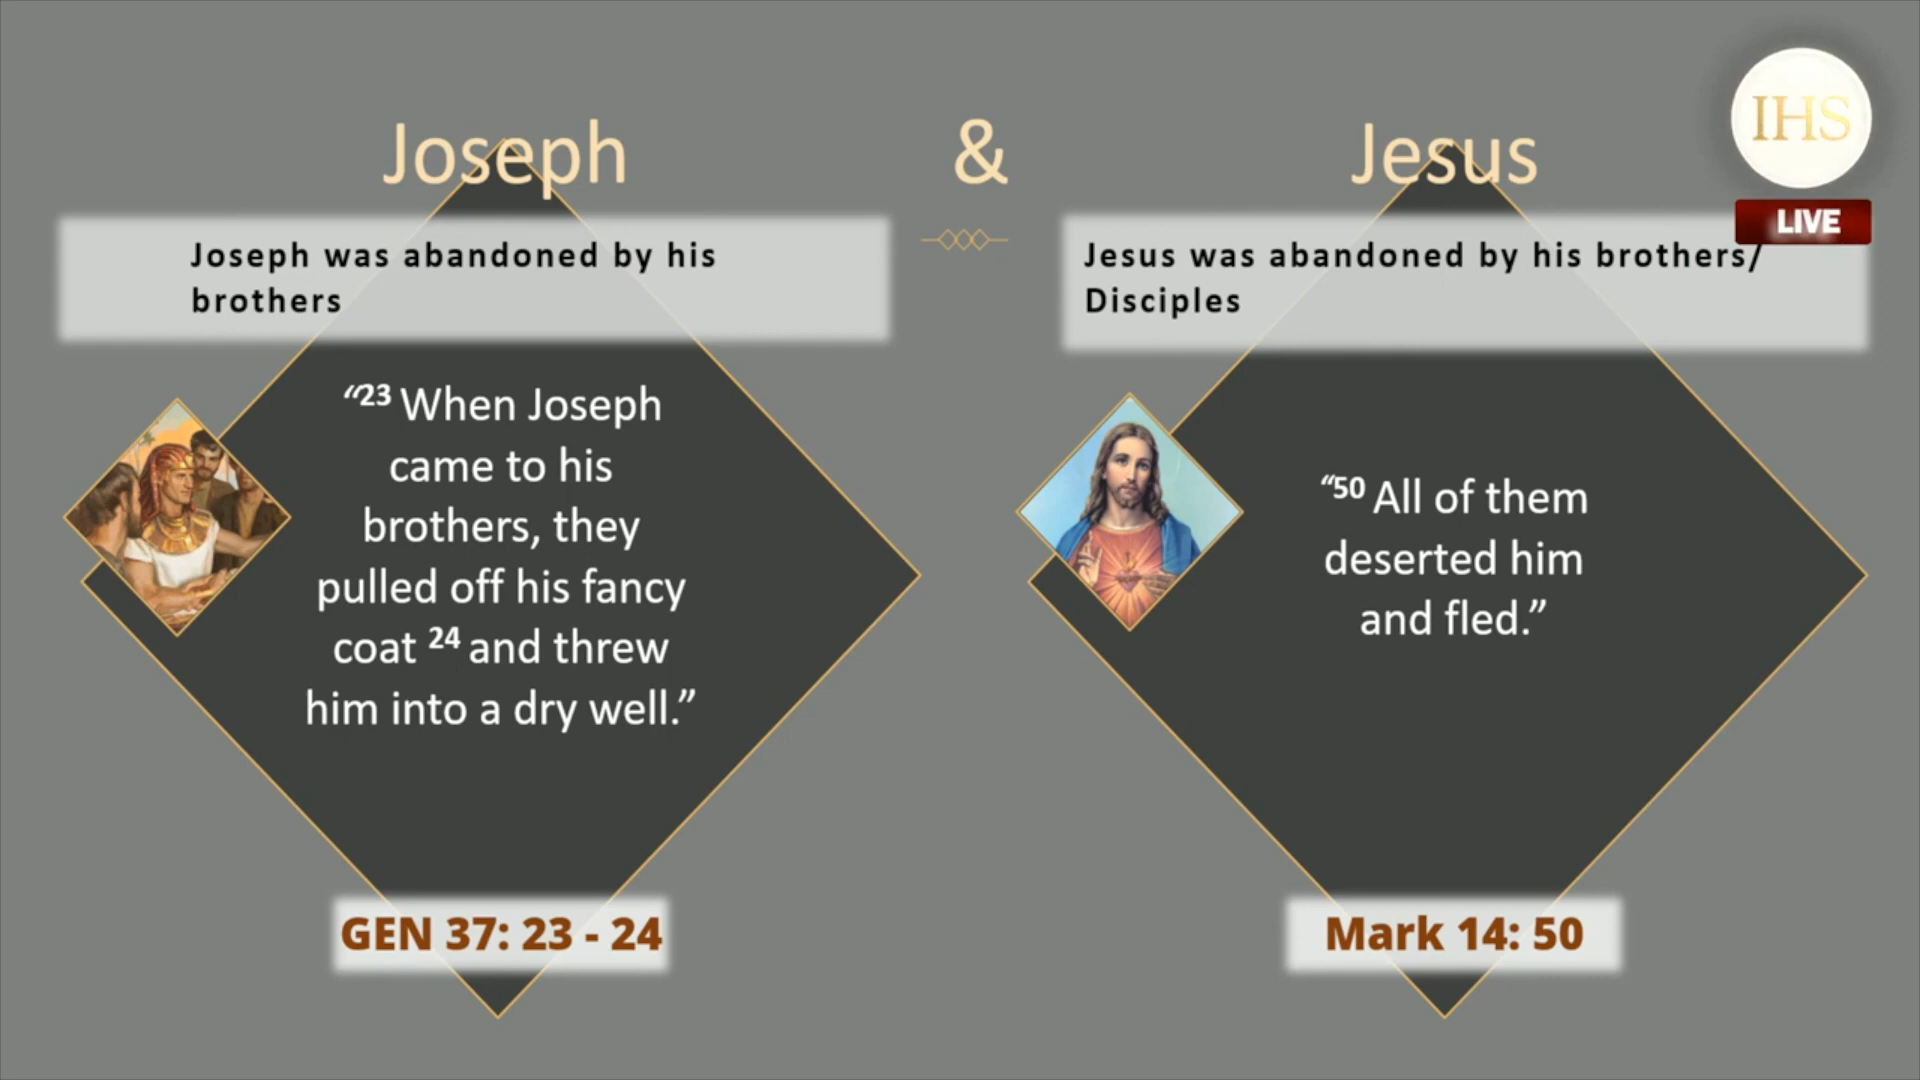 Joseph & Jesus
IHS
LIVE
Joseph was abandoned by his
brothers
“23 When Joseph
came to his
brothers, they
pulled off his fancy
coat 24 and threw
him into a dry well.”
GEN 37: 23 - 24
Jesus was abandoned by his brothers/
Disciples
“50 All of them
deserted him
and fled.”
Mark 14: 50